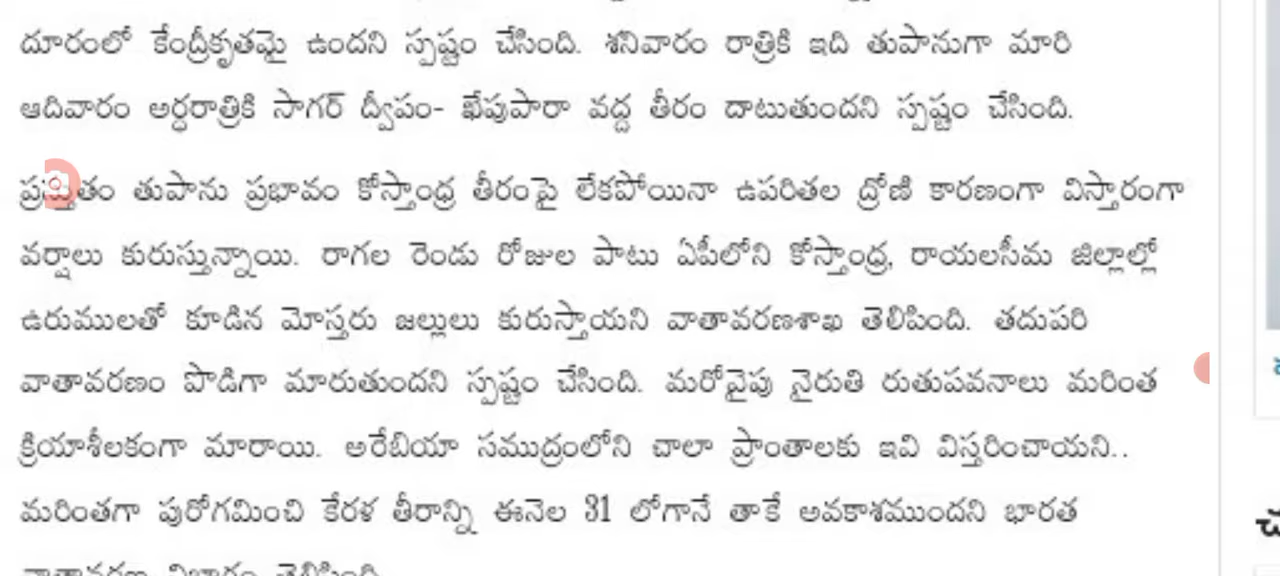 దూరంలో కేంద్రీకృతమై ఉందని స్పష్టం చేసింది. శనివారం రాత్రికి ఇది తుపానుగా మారి
ఆదివారం అర్ధరాత్రికి సాగర్ ద్వీపం- ఖేపుపారా వద్ద తీరం దాటుతుందని స్పష్టం చేసింది.
ప్రస్తుతం తుపాను ప్రభావం కోస్తాంధ్ర తీరంపై లేకపోయినా ఉపరితల ద్రోణి కారణంగా విస్తారంగా
వర్షాలు కురుస్తున్నాయి. రాగల రెండు రోజుల పాటు ఏపీలోని కోస్తాంధ్ర, రాయలసీమ జిల్లాల్లో
ఉరుములతో కూడిన మోస్తరు జల్లులు కురుస్తాయని వాతావరణశాఖ తెలిపింది. తదుపరి
వాతావరణం పొడిగా మారుతుందని స్పష్టం చేసింది. మరోవైపు నైరుతి రుతుపవనాలు మరింత
క్రియాశీలకంగా మారాయి. అరేబియా సముద్రంలోని చాలా ప్రాంతాలకు ఇవి విస్తరించాయని..
మరింతగా పురోగమించి కేరళ తీరాన్ని ఈనెల 31 లోగానే తాకే అవకాశముందని భారత
వాతావరణ విభాగం తెలిపింది.